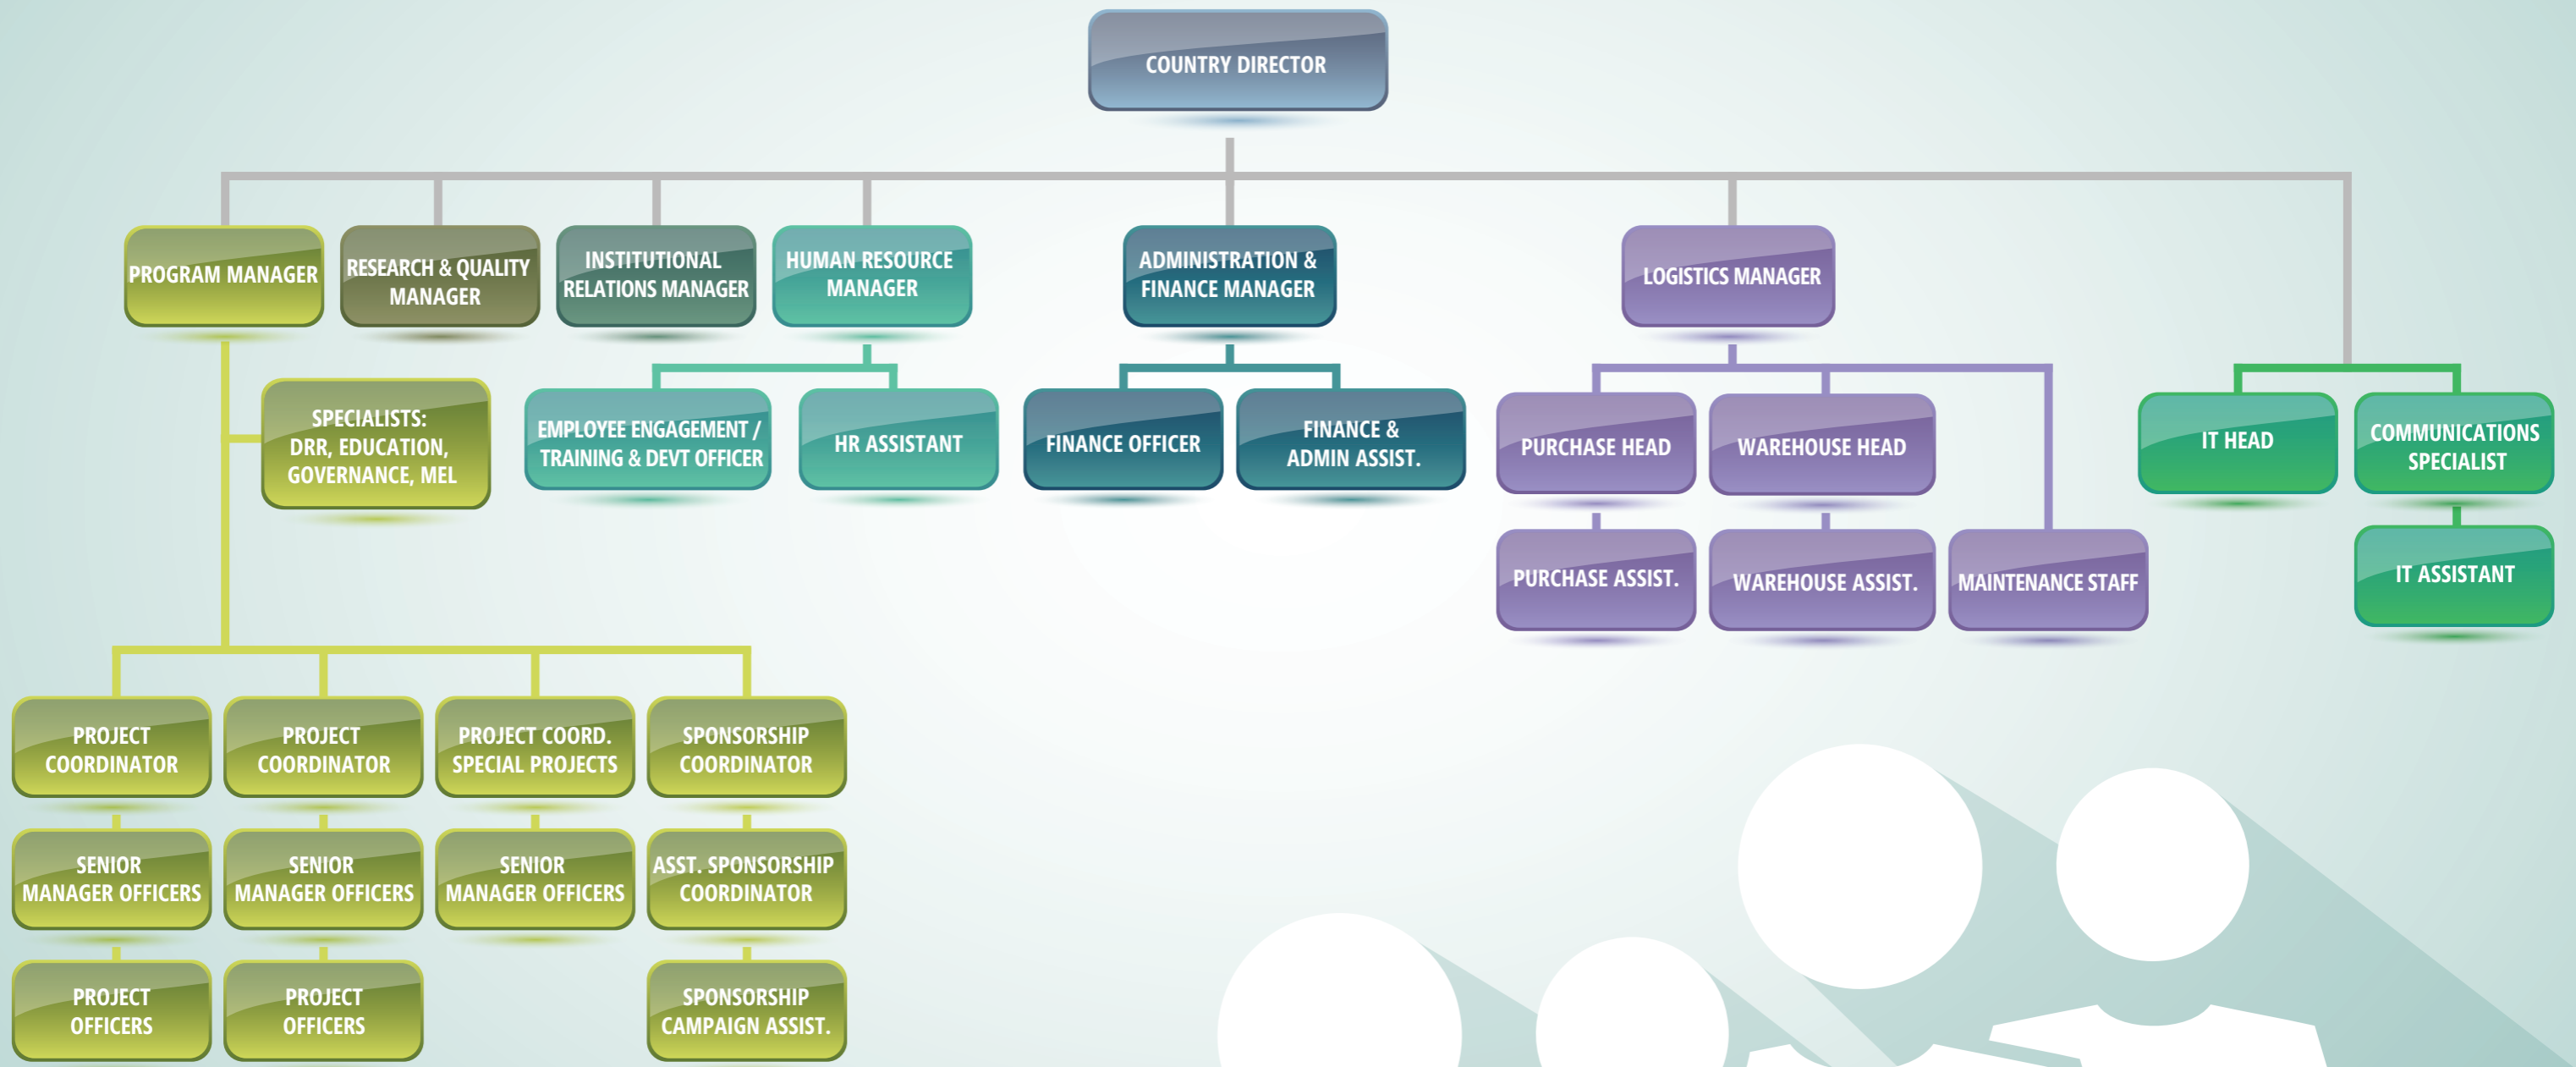 COUNTRY DIRECTOR
PROGRAM MANAGER
RESEARCH & QUALITY
MANAGER
INSTITUTIONAL
RELATIONS MANAGER
HUMAN RESOURCE
MANAGER
ADMINISTRATION &
FINANCE MANAGER
LOGISTICS MANAGER
SPECIALISTS:
DRR, EDUCATION,
GOVERNANCE, MEL
EMPLOYEE ENGAGEMENT /
TRAINING & DEVT OFFICER
HR ASSISTANT
FINANCE OFFICER
FINANCE &
ADMIN ASSIST.
PURCHASE HEAD
WAREHOUSE HEAD
IT HEAD
COMMUNICATIONS
SPECIALIST
PURCHASE ASSIST.
WAREHOUSE ASSIST.
MAINTENANCE STAFF
IT ASSISTANT
PROJECT
COORDINATOR
PROJECT
COORDINATOR
PROJECT COORD.
SPECIAL PROJECTS
SPONSORSHIP
COORDINATOR
SENIOR
MANAGER OFFICERS
SENIOR
MANAGER OFFICERS
SENIOR
MANAGER OFFICERS
ASST. SPONSORSHIP
COORDINATOR
PROJECT
OFFICERS
PROJECT
OFFICERS
SPONSORSHIP
CAMPAIGN ASSIST.